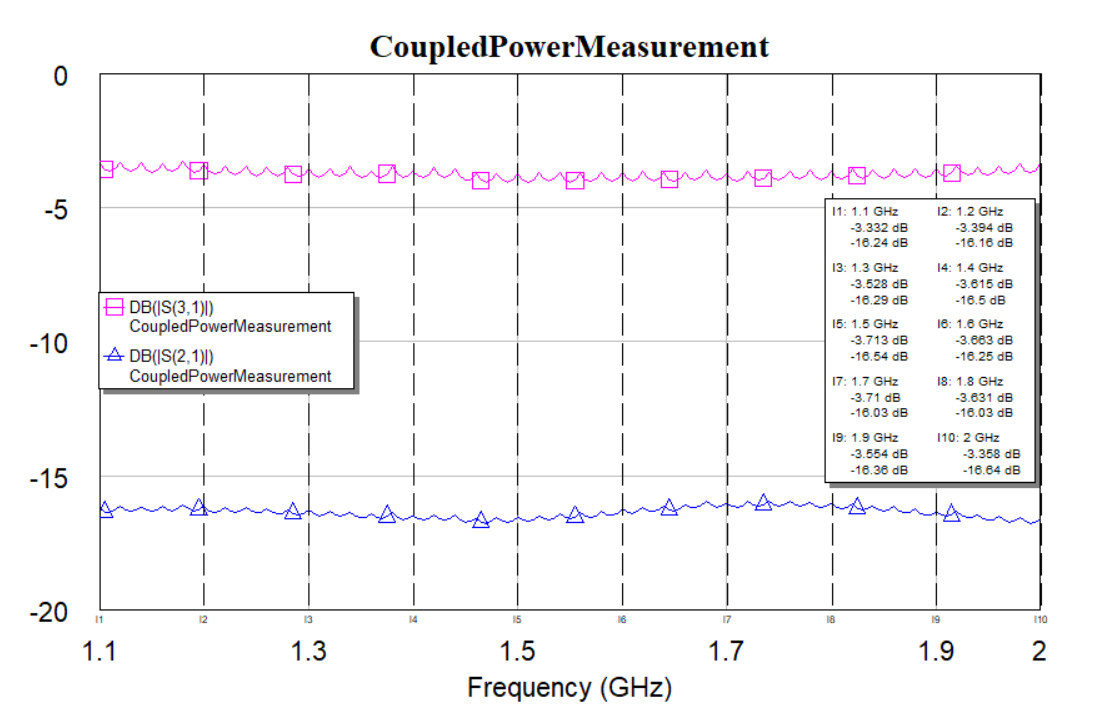 CoupledPowerMeasurement
0
-5
-10
-15
-20
DB(|S(3,1)|)
CoupledPowerMeasurement
DB(|S(2,1)|)
CoupledPowerMeasurement
I1: 1.1 GHz
-3.332 dB
-16.24 dB
I2: 1.2 GHz
-3.394 dB
-16.16 dB
I3: 1.3 GHz
-3.528 dB
-16.29 dB
I4: 1.4 GHz
-3.615 dB
-16.5 dB
I5: 1.5 GHz
-3.713 dB
-16.54 dB
I6: 1.6 GHz
-3.663 dB
-16.25 dB
I7: 1.7 GHz
-3.71 dB
-16.03 dB
I8: 1.8 GHz
-3.631 dB
-16.03 dB
I9: 1.9 GHz
-3.554 dB
-16.36 dB
I10: 2 GHz
-3.358 dB
-16.64 dB
I1 I2 I3 I4 I5 I6 I7 I8 I9 I10
1.1 1.3 1.5 1.7 1.9 2
Frequency (GHz)